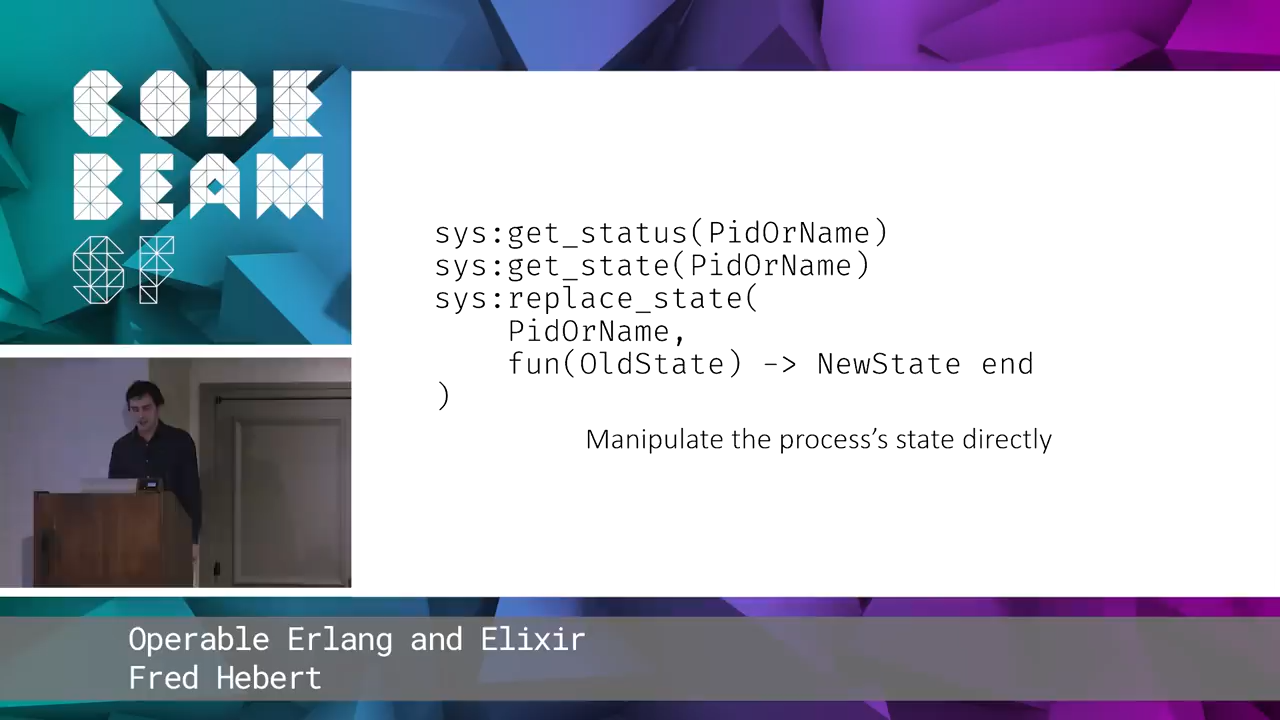 CODE
BEAM
SF
sys:get_status(PidOrName)
sys:get_state(PidOrName)
sys:replace_state(
PidOrName,
fun(OldState) -> NewState end
)
Manipulate the process’s state directly
Operable Erlang and Elixir
Fred Hebert